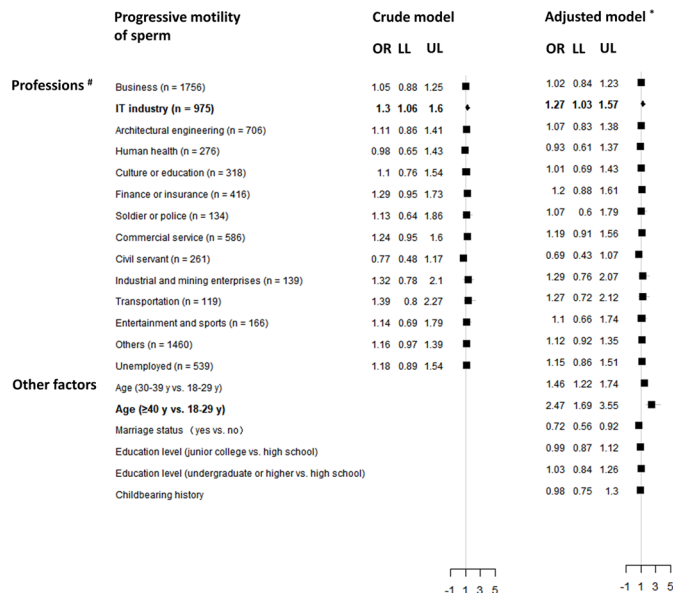 Progressive motility of sperm Crude model Adjusted model *
OR LL UL OR LL UL
Professions #
Business (n = 1756) 1.05 0.88 1.25 1.02 0.84 1.23
IT industry (n = 975) 1.3 1.06 1.6 1.27 1.03 1.57
Architectural engineering (n = 706) 1.11 0.86 1.41 1.07 0.83 1.38
Human health (n = 276) 0.98 0.65 1.43 0.93 0.61 1.37
Culture or education (n = 318) 1.1 0.76 1.54 1.01 0.69 1.43
Finance or insurance (n = 416) 1.29 0.95 1.73 1.2 0.88 1.61
Soldier or police (n = 134) 1.13 0.64 1.86 1.07 0.6 1.79
Commercial service (n = 586) 1.24 0.95 1.6 1.19 0.91 1.56
Civil servant (n = 261) 0.77 0.48 1.17 0.69 0.43 1.07
Industrial and mining enterprises (n = 139) 1.32 0.78 2.1 1.29 0.76 2.07
Transportation (n = 119) 1.39 0.8 2.27 1.27 0.72 2.12
Entertainment and sports (n = 166) 1.14 0.69 1.79 1.1 0.66 1.74
Others (n = 1460) 1.16 0.97 1.39 1.12 0.92 1.35
Unemployed (n = 539) 1.18 0.89 1.54 1.15 0.86 1.51
Other factors
Age (30-39 y vs. 18-29 y) 1.46 1.22 1.74
Age (≥40 y vs. 18-29 y) 2.47 1.69 3.55
Marriage status （yes vs. no） 0.72 0.56 0.92
Education level (junior college vs. high school) 0.99 0.87 1.12
Education level (undergraduate or higher vs. high school) 1.03 0.84 1.26
Childbearing history 0.98 0.75 1.3
-1 1 3 5 -1 1 3 5